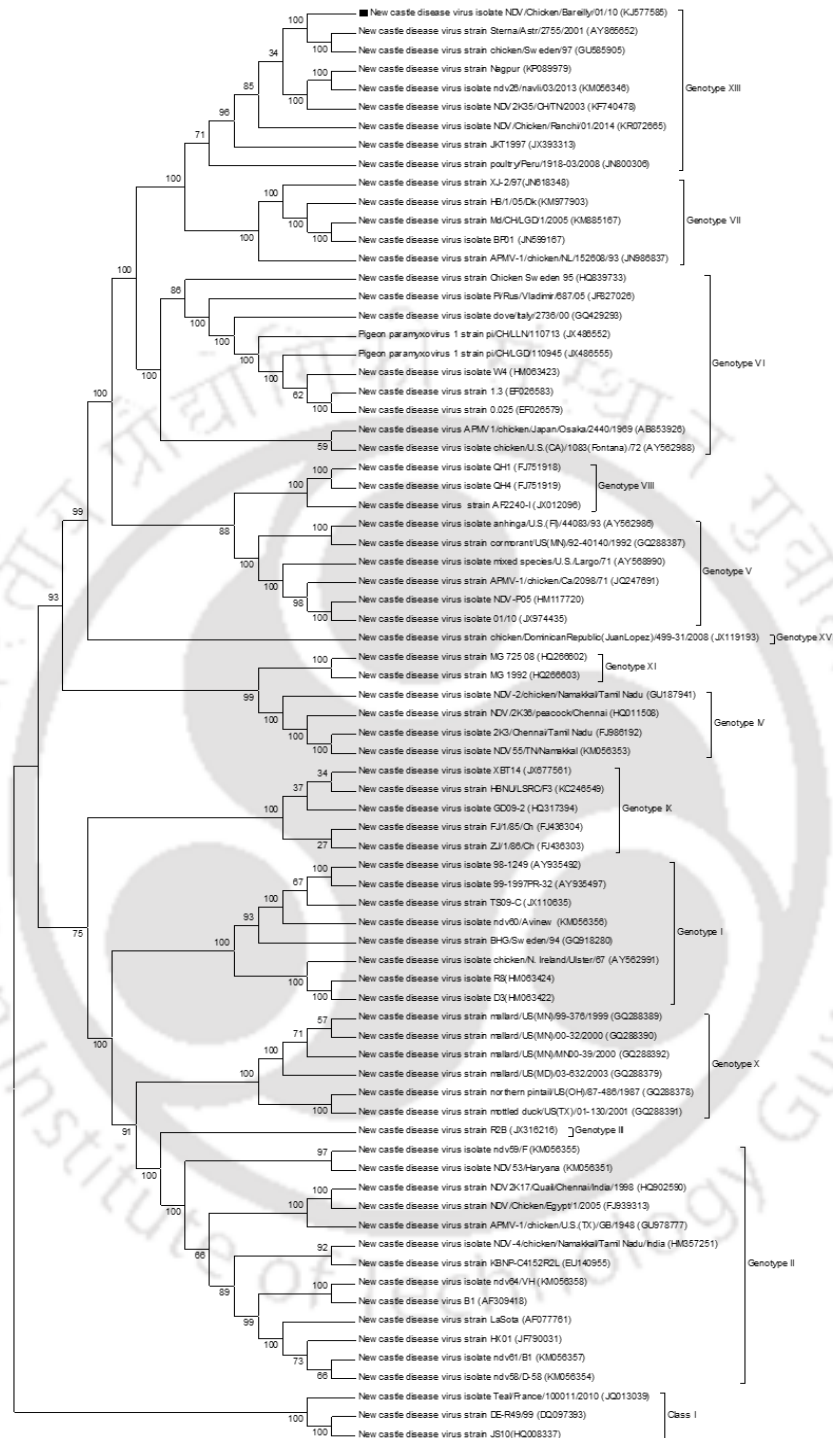 ■ New castle disease virus isolate NDV/Chicken/Bareilly/01/10 (KJ577585)
New castle disease virus strain Sterna/Astr/2755/2001 (AY865652)
New castle disease virus strain chicken/Sweden/97 (GU585905)
New castle disease virus strain Nagpur (KP089979)
New castle disease virus isolate ndv26/navli/03/2013 (KM056346)
New castle disease virus isolate NDV2K35/CH/TN/2003 (KF740478)
New castle disease virus isolate NDV/Chicken/Ranchi/01/2014 (KR072665)
New castle disease virus strain JKT1997 (JX393313)
New castle disease virus strain poultry/Peru/1918-03/2008 (JN800306)
Genotype XIII
New castle disease virus strain XJ-2/97(JN618348)
New castle disease virus strain HB/1/05/Dk(KM977903)
New castle disease virus strain Md/CH/LGD/1/2005 (KM885167)
New castle disease virus isolate BP01 (JN599167)
New castle disease virus strain APMV-1/chicken/NL/152608/93 (JN986837)
Genotype VII
New castle disease virus strain Chicken Sweden 95 (HQ839733)
New castle disease virus isolate PI/Rus/Vladimir/687/05 (JF827026)
New castle disease virus isolate dove/Italy/2736/00 (GQ429293)
Pigeon paramyxovirus 1 strain pi/CH/LLN/110713 (JX486552)
Pigeon paramyxovirus 1 strain pi/CH/LGD/110945 (JX486555)
New castle disease virus isolate W4 (HM063423)
New castle disease virus strain 1.3 (EF026583)
New castle disease virus strain 0.025 (EF026579)
New castle disease virus APMV1/chicken/Japan/Osaka/2440/1969 (AB853926)
New castle disease virus isolate chicken/U.S.(CA)/1083(Fontana)/72 (AY562988)
Genotype VI
New castle disease virus isolate QH1 (FJ751918)
New castle disease virus isolate QH4 (FJ751919)
New castle disease virus strain AF2240-I (JX012096)
Genotype VIII
New castle disease virus isolate anhinga/U.S.(Fl)/44083/93 (AY562986)
New castle disease virus strain cormorant/US(MN)/92-40140/1992 (GQ288387)
New castle disease virus isolate mixed species/U.S./Largo/71 (AY568990)
New castle disease virus strain APMV-1/chicken/Ca/2098/71 (JQ247691)
New castle disease virus isolate NDV-P05 (HM117720)
New castle disease virus isolate 01/10 (JX974435)
Genotype V
New castle disease virus strain chicken/DominicanRepublic(JuanLopez)/499-31/2008 (JX119193)
Genotype XVI
New castle disease virus strain MG 725 08 (HQ266602)
New castle disease virus strain MG 1992 (HQ266603)
Genotype XI
New castle disease virus isolate NDV-2/chicken/Namakkal/Tamil Nadu (GU187941)
New castle disease virus strain NDV/2K36/peacock/Chennai (HQ011508)
New castle disease virus isolate 2K3/Chennai/Tamil Nadu (FJ986192)
New castle disease virus isolate NDV55/TN/Namakkal (KM056353)
Genotype IV
New castle disease virus isolate XBT14 (JX677561)
New castle disease virus strain HBNU/LSRC/F3 (KC246549)
New castle disease virus isolate GD09-2 (HQ317394)
New castle disease virus strain FJ/1/85/Ch (FJ436304)
New castle disease virus strain ZJ/1/86/Ch (FJ436303)
Genotype IX
New castle disease virus isolate 98-1249 (AY935492)
New castle disease virus isolate 99-1997PR-32 (AY935497)
New castle disease virus strain TS09-C (JX110635)
New castle disease virus isolate ndv60/Avinew (KM056356)
New castle disease virus strain BHG/Sweden/94 (GQ918280)
New castle disease virus isolate chicken/N. Ireland/Ulster/67 (AY562991)
New castle disease virus isolate R8(HM063424)
New castle disease virus isolate D3(HM063422)
Genotype I
New castle disease virus strain mallard/US(MN)/99-376/1999 (GQ288389)
New castle disease virus strain mallard/US(MN)/00-32/2000 (GQ288390)
New castle disease virus strain mallard/US(MN)/MN00-39/2000 (GQ288392)
New castle disease virus strain mallard/US(MD)/03-632/2003 (GQ288379)
New castle disease virus strain northern pintail/US(OH)/87-486/1987 (GQ288378)
New castle disease virus strain mottled duck/US(TX)/01-130/2001 (GQ288391)
Genotype X
New castle disease virus strain R2B (JX316216)
Genotype III
New castle disease virus isolate ndv59/F (KM056355)
New castle disease virus isolate NDV53/Haryana (KM056351)
New castle disease virus strain NDV2K17/Quail/Chennai/India/1998 (HQ902590)
New castle disease virus strain NDV/Chicken/Egypt/1/2005 (FJ939313)
New castle disease virus strain APMV-1/chicken/U.S.(TX)/GB/1948 (GU978777)
New castle disease virus isolate NDV-4/chicken/Namakkal/Tamil Nadu/India (HM357251)
New castle disease virus strain KBNP-C4152R2L (EU140955)
New castle disease virus isolate ndv64/VH (KM056358)
New castle disease virus B1 (AF309418)
New castle disease virus strain LaSota (AF077761)
New castle disease virus strain HX01 (JF790031)
New castle disease virus isolate ndv61/B1 (KM056357)
New castle disease virus isolate ndv58/D-58 (KM056354)
Genotype II
New castle disease virus isolate Teal/France/100011/2010 (JQ013039)
New castle disease virus strain DE-R49/99 (DQ097393)
New castle disease virus strain JS10(HQ008337)
Class I